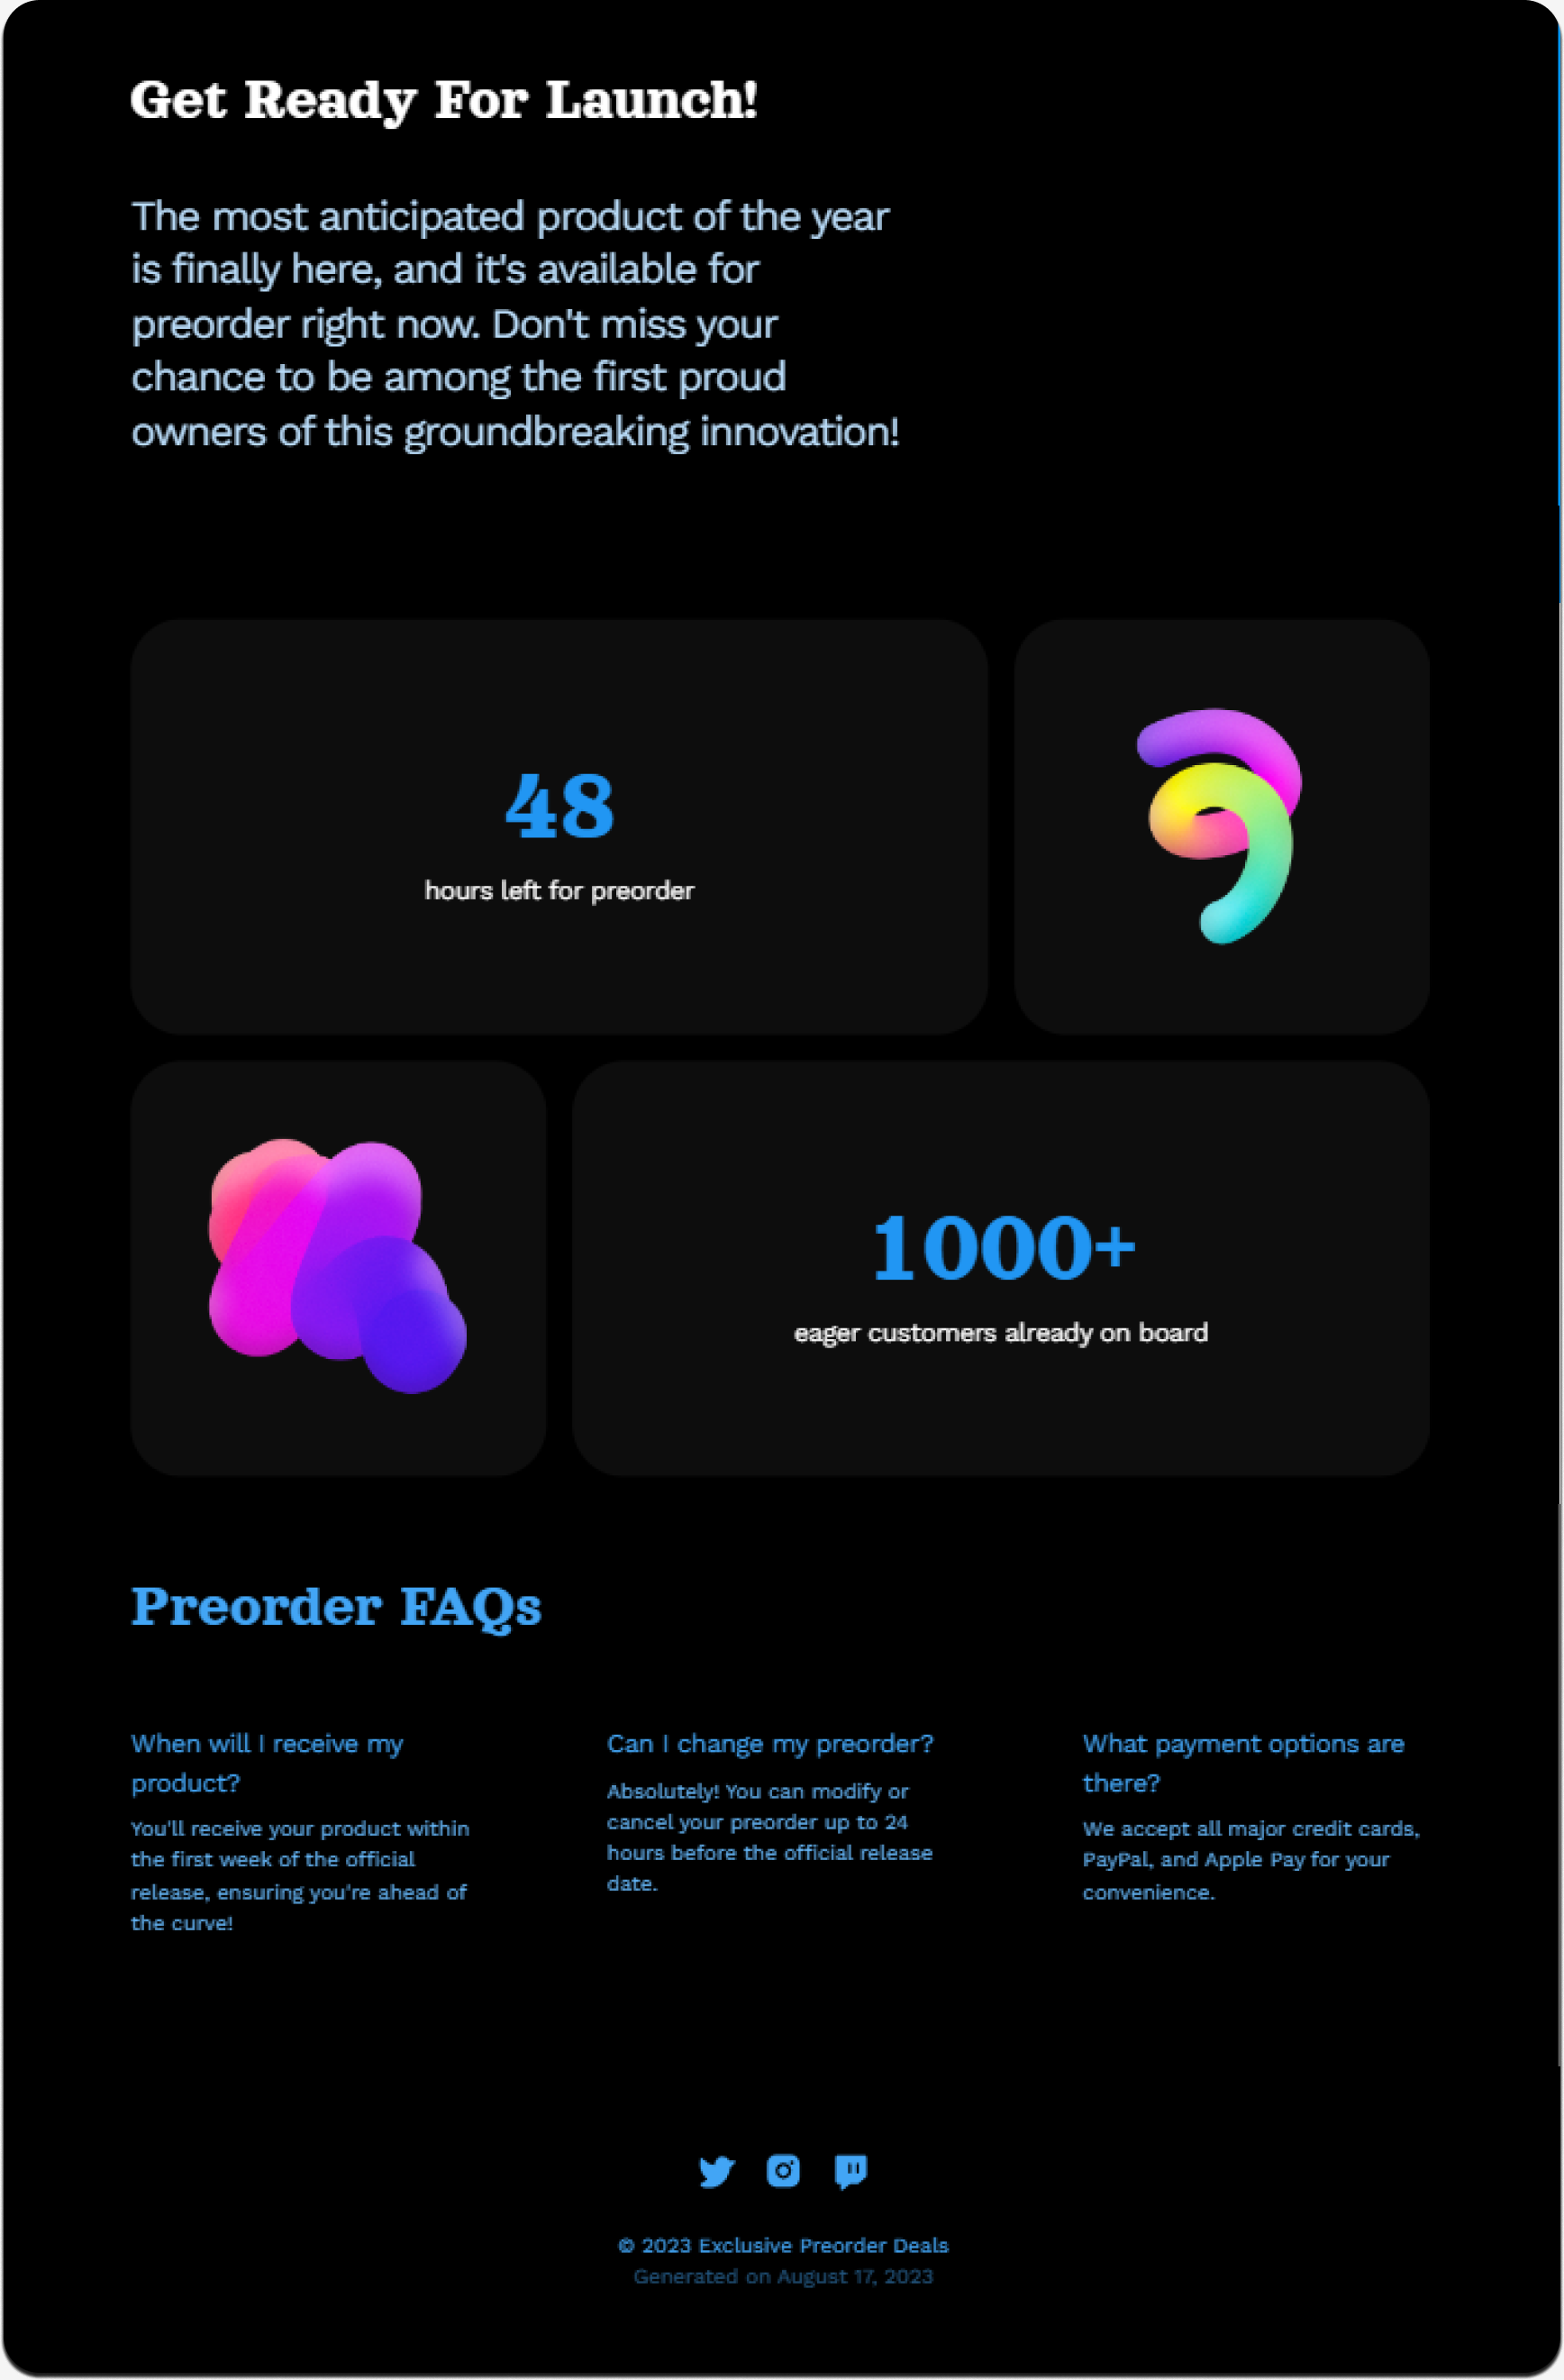 Get Ready For Launch!
The most anticipated product of the year
is finally here, and it's available for
preorder right now. Don't miss your
chance to be among the first proud
owners of this groundbreaking innovation!
48
hours left for preorder
1000+
eager customers already on board
Preorder FAQs
When will I receive my
product?
You'll receive your product within
the first week of the official
release, ensuring you're ahead of
the curve!
Can I change my preorder?
Absolutely! You can modify or
cancel your preorder up to 24
hours before the official release
date.
What payment options are
there?
We accept all major credit cards,
PayPal, and Apple Pay for your
convenience.
© 2023 Exclusive Preorder Deals
Generated on August 17, 2023